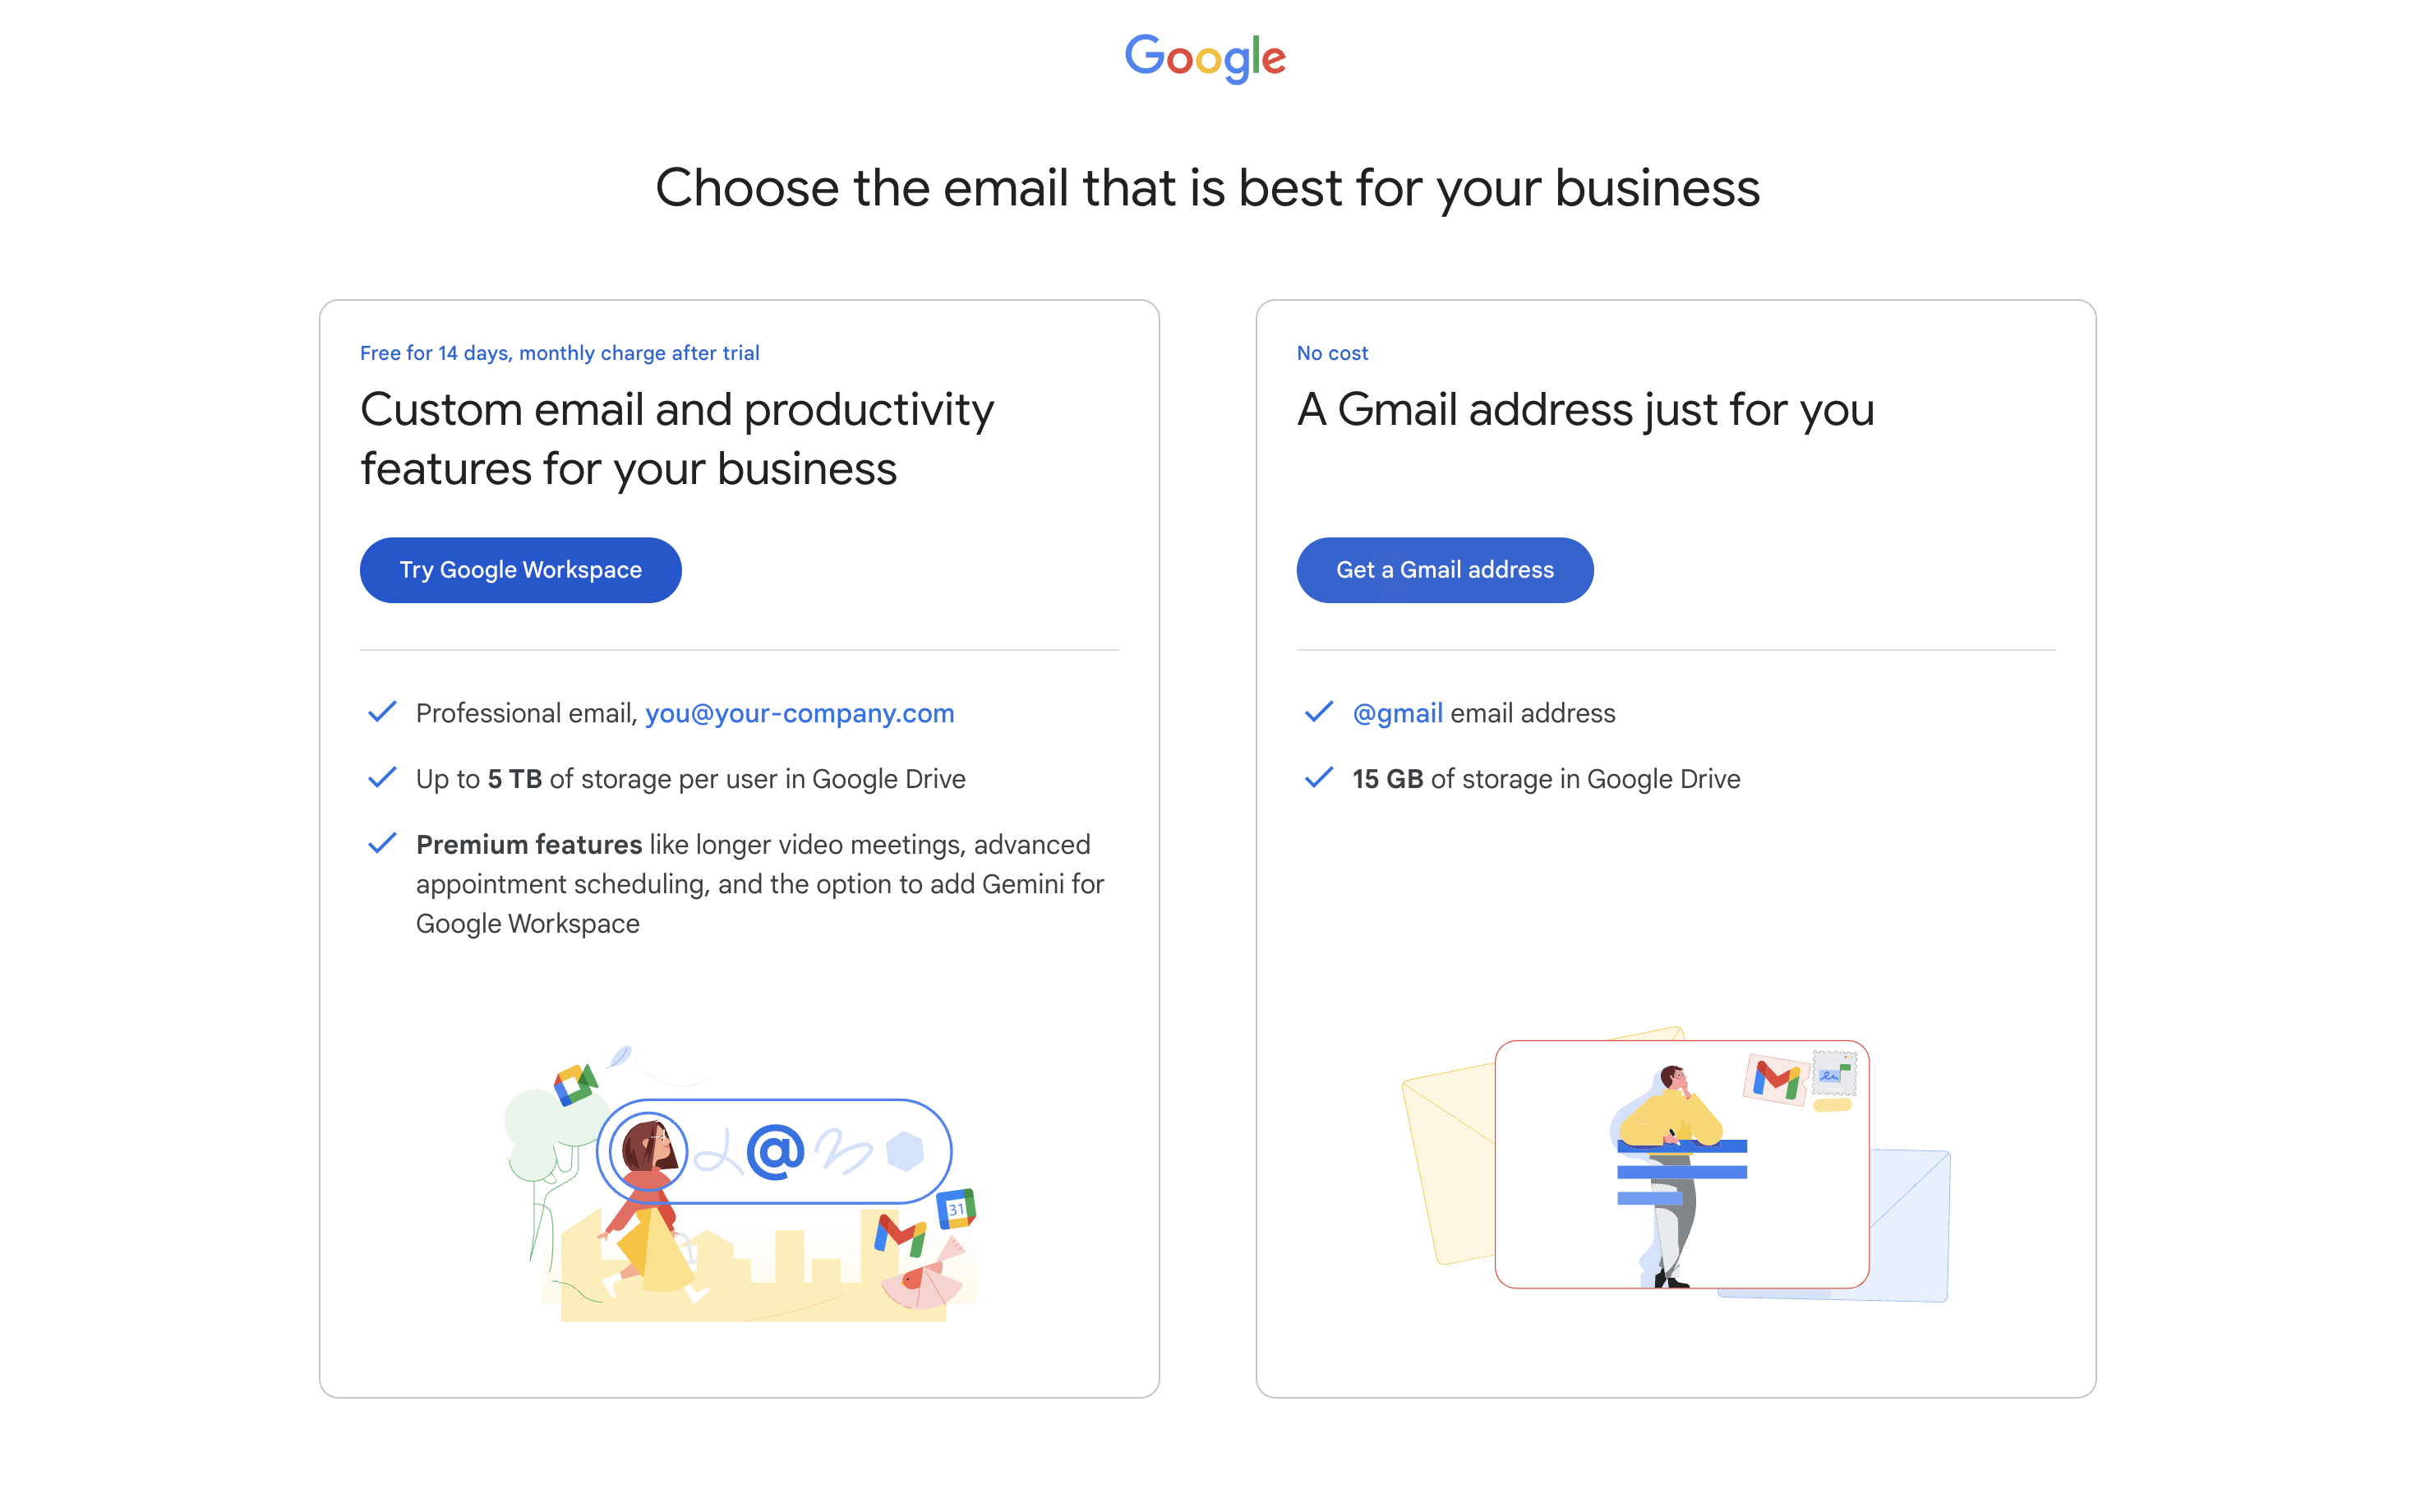 Google
Choose the email that is best for your business
Free for 14 days, monthly charge after trial
Custom email and productivity
features for your business
Try Google Workspace
Professional email, you@your-company.com
Up to 5 TB of storage per user in Google Drive
Premium features like longer video meetings, advanced
appointment scheduling, and the option to add Gemini for
Google Workspace
@
31
No cost
A Gmail address just for you
Get a Gmail address
@gmail email address
15 GB of storage in Google Drive